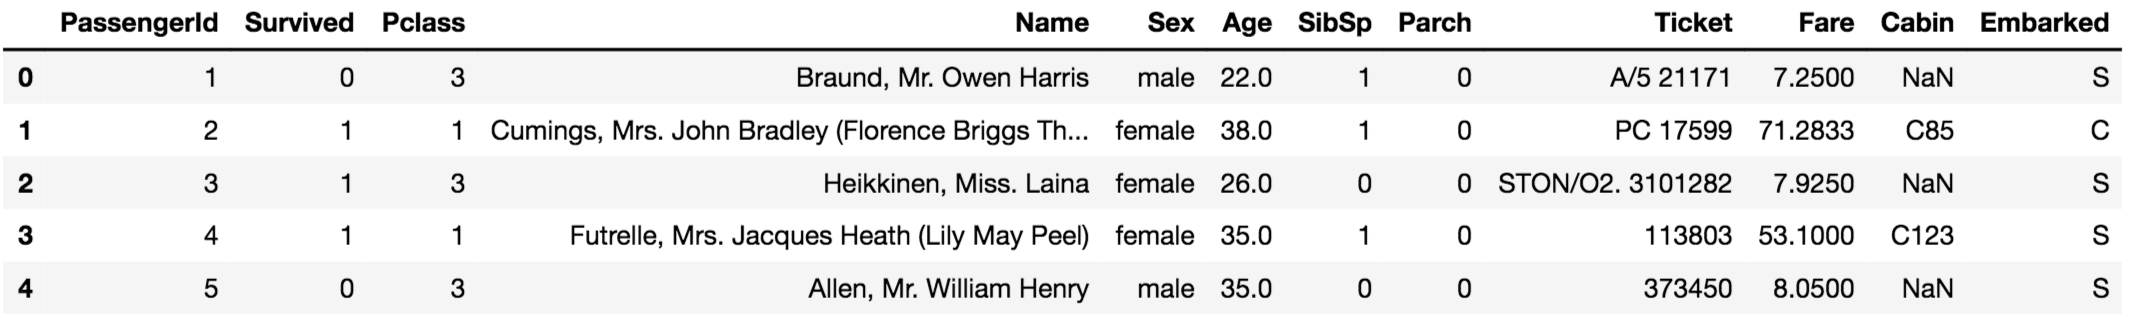 PassengerId Survived Pclass Name Sex Age SibSp Parch Ticket Fare Cabin Embarked
0 1 0 3 Braund, Mr. Owen Harris male 22.0 1 0 A/5 21171 7.2500 NaN S
1 2 1 1 Cumings, Mrs. John Bradley (Florence Briggs Th... female 38.0 1 0 PC 17599 71.2833 C85 C
2 3 1 3 Heikkinen, Miss. Laina female 26.0 0 0 STON/O2. 3101282 7.9250 NaN S
3 4 1 1 Futrelle, Mrs. Jacques Heath (Lily May Peel) female 35.0 1 0 113803 53.1000 C123 S
4 5 0 3 Allen, Mr. William Henry male 35.0 0 0 373450 8.0500 NaN S